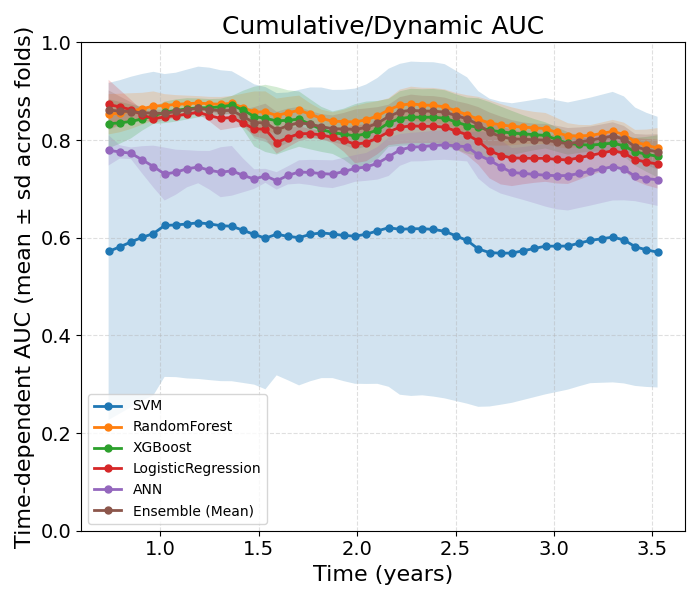 Cumulative/Dynamic AUC
Time-dependent AUC (mean ± sd across folds)
1.0
0.8
0.6
0.4
0.2
0.0
SVM
RandomForest
XGBoost
LogisticRegression
ANN
Ensemble (Mean)
1.0 1.5 2.0 2.5 3.0 3.5
Time (years)